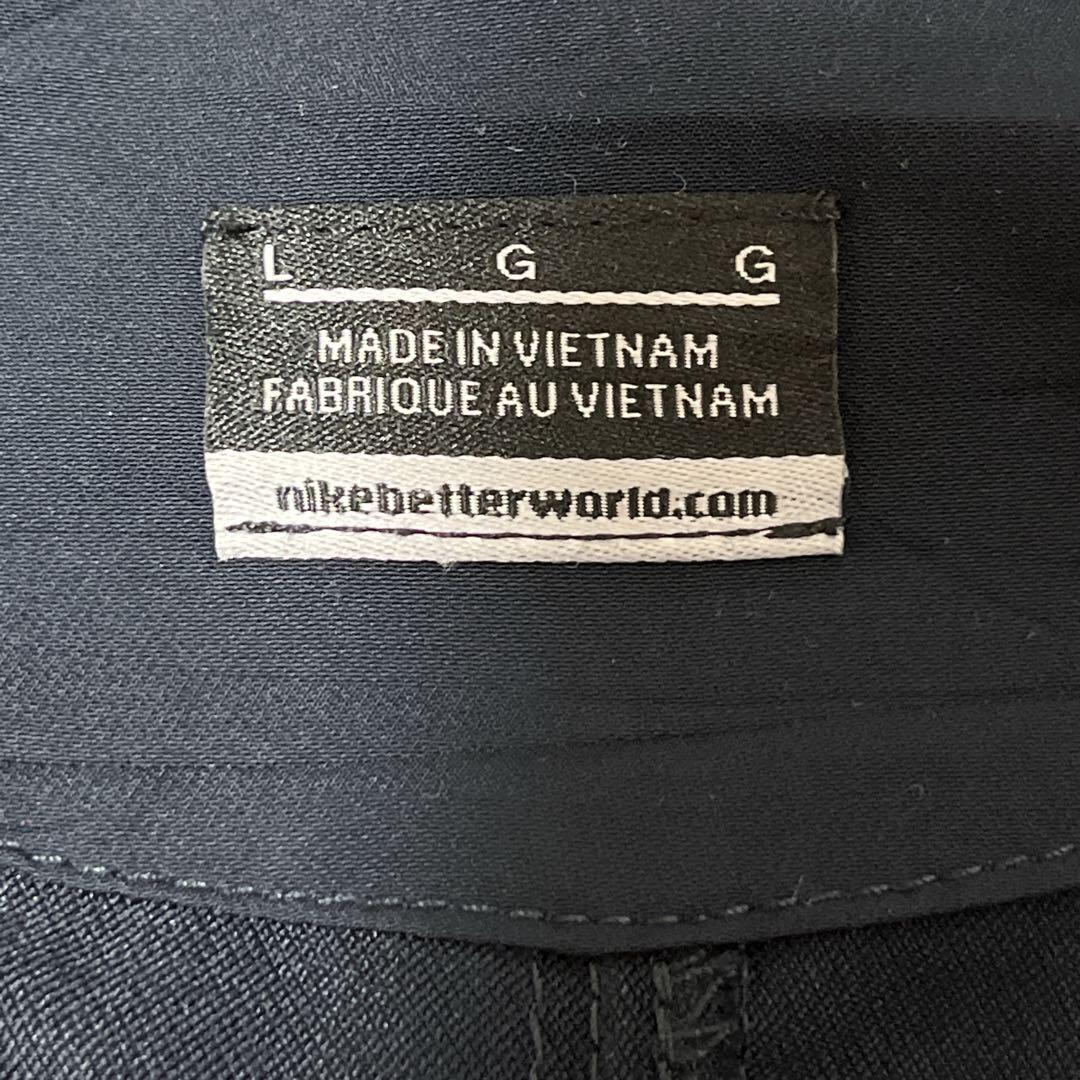 L G G
MADE IN VIETNAM
FABRIQUE AU VIETNAM
nikebetterworld.com